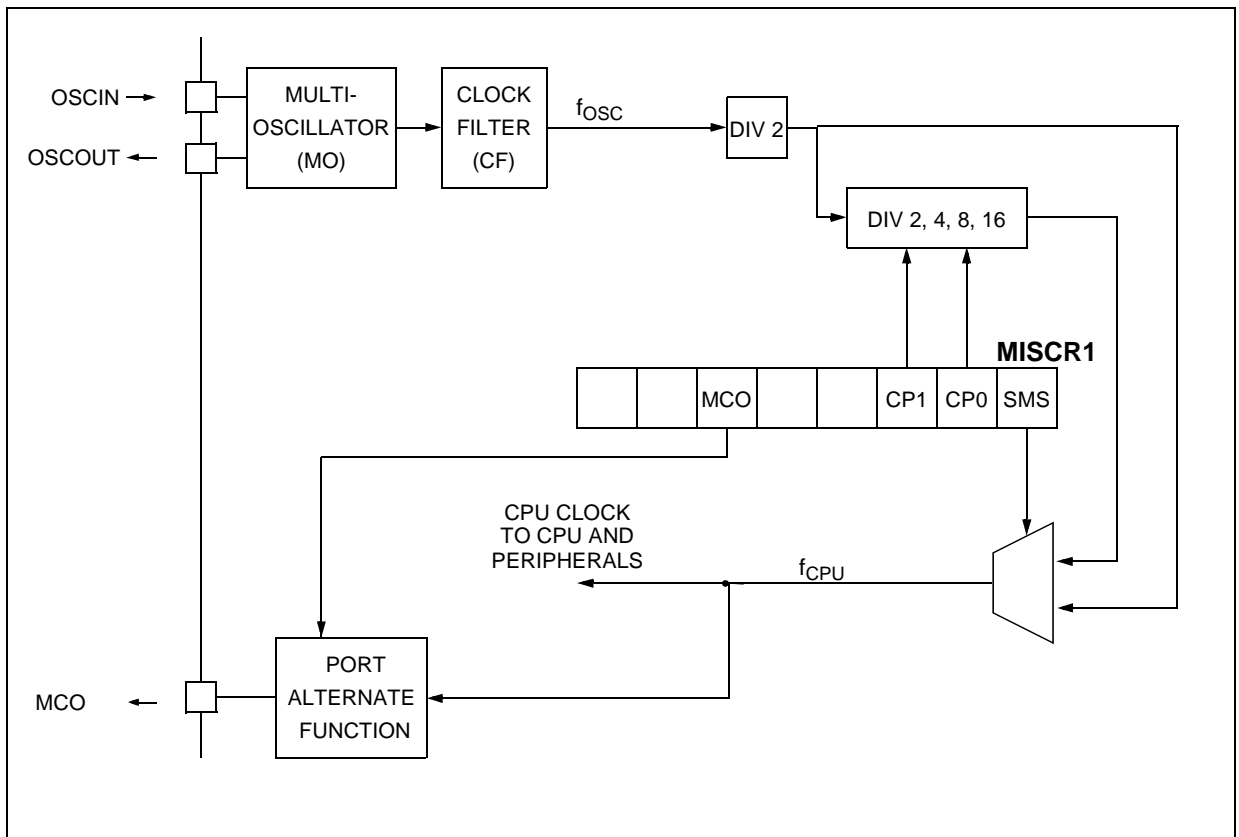 OSCIN
OSCOUT
MULTI-
OSCILLATOR
(MO)
CLOCK
FILTER
(CF)
fOSC
DIV 2
DIV 2, 4, 8, 16
MISCR1
MCO
CP1
CP0
SMS
CPU CLOCK
TO CPU AND
PERIPHERALS
fCPU
MCO
PORT
ALTERNATE
FUNCTION